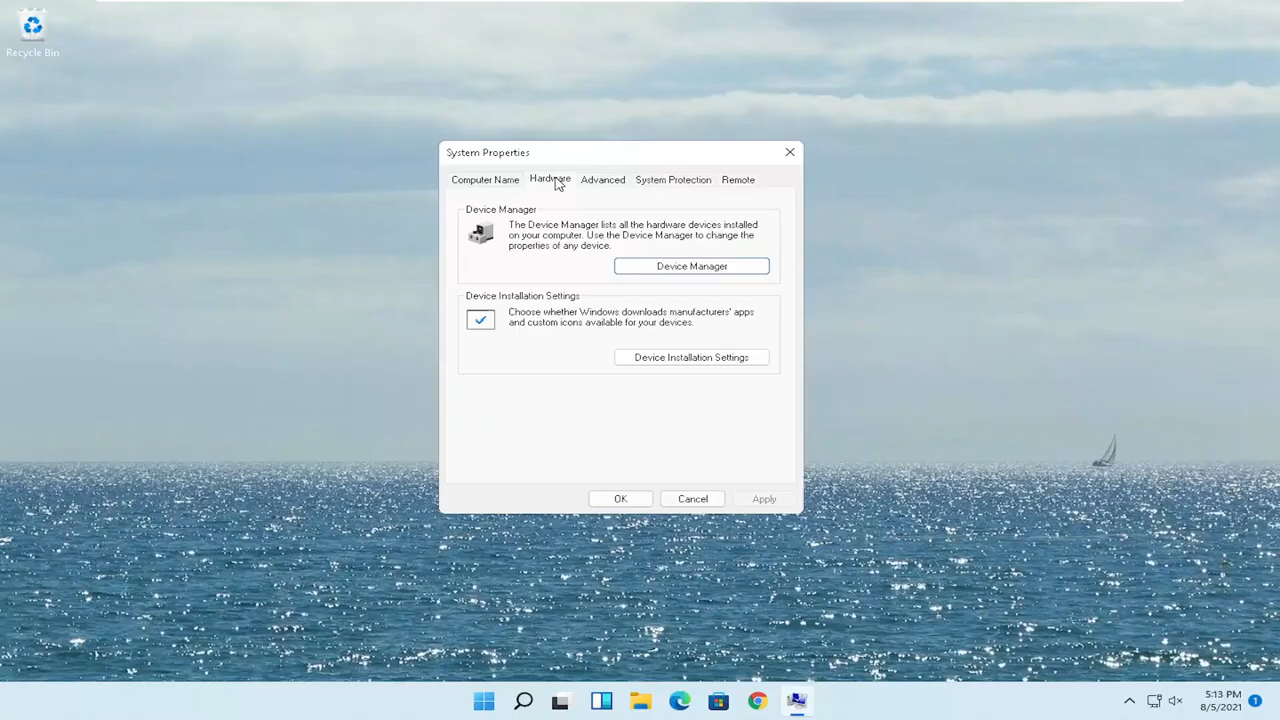 Recycle Bin
System Properties
Computer Name Hardware Advanced System Protection Remote
Device Manager
The Device Manager lists all the hardware devices installed
on your computer. Use the Device Manager to change the
properties of any device.
Device Manager
Device Installation Settings
Choose whether Windows downloads manufacturers' apps
and custom icons available for your devices.
Device Installation Settings
OK Cancel Apply
5:13 PM
8/5/2021
1